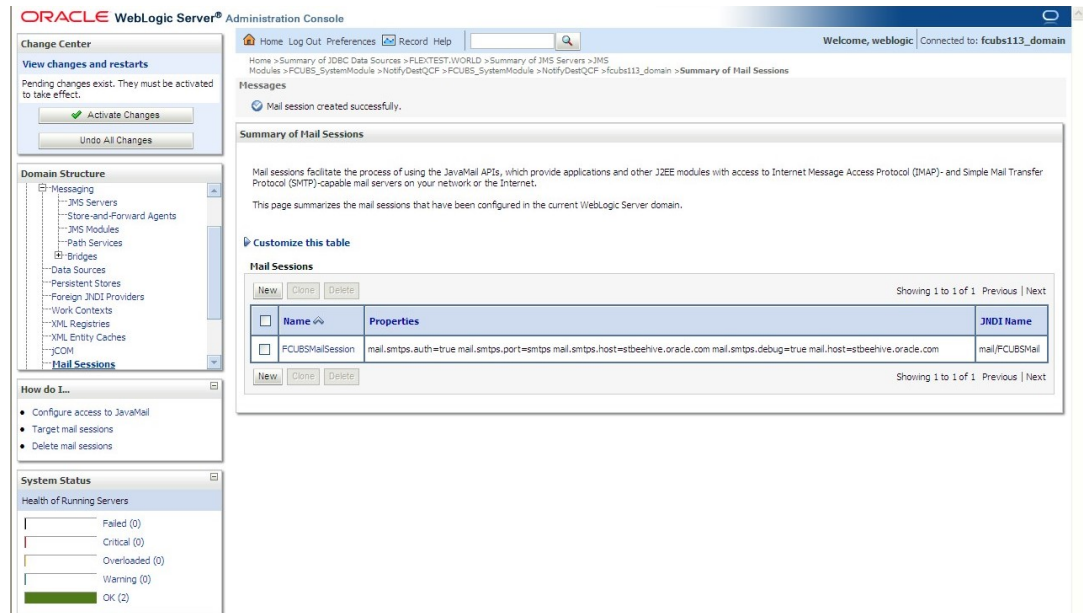 ORACLE WebLogic Server® Administration Console
Change Center
View changes and restarts
Pending changes exist. They must be activated
to take effect.
Activate Changes
Undo All Changes
Domain Structure
Messaging
JMS Servers
Store-and-Forward Agents
JMS Modules
Path Services
Bridges
Data Sources
Persistent Stores
Foreign JNDI Providers
Work Contexts
XML Registries
XML Entity Caches
jCOM
Mail Sessions
How do I...
Configure access to JavaMail
Target mail sessions
Delete mail sessions
System Status
Health of Running Servers
Failed (0)
Critical (0)
Overloaded (0)
Warning (0)
OK (2)
Home Log Out Preferences Record Help
Welcome, weblogic Connected to: fcubs113_domain
Home >Summary of JDBC Data Sources >FLEXTEST.WORLD >Summary of JMS Servers >JMS
Modules >FCUBS_SystemModule >NotifyDestQCF >FCUBS_SystemModule >NotifyDestQCF >fcubs113_domain >Summary of Mail Sessions
Messages
Mail session created successfully.
Summary of Mail Sessions
Mail sessions facilitate the process of using the JavaMail APIs, which provide applications and other J2EE modules with access to Internet Message Access Protocol (IMAP)- and Simple Mail Transfer
Protocol (SMTP)-capable mail servers on your network or the Internet.
This page summarizes the mail sessions that have been configured in the current WebLogic Server domain.
Customize this table
Mail Sessions
New Clone Delete Showing 1 to 1 of 1 Previous | Next
Name Properties JNDI Name
FCUBSMailSession mail.smtps.auth=true mail.smtps.port=smtps mail.smtps.host=stbeehive.oracle.com mail.smtps.debug=true mail.host=stbeehive.oracle.com mail/FCUBSMail
New Clone Delete Showing 1 to 1 of 1 Previous | Next